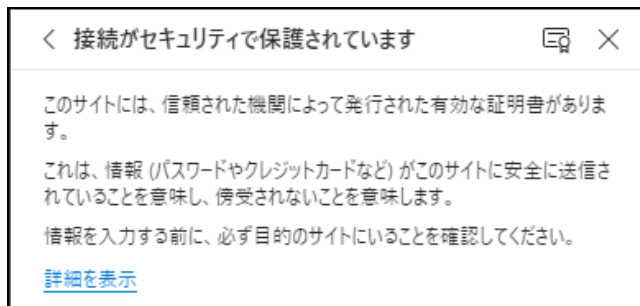 接続がセキュリティで保護されています
このサイトには、信頼された機関によって発行された有効な証明書がありま
す。
これは、情報 (パスワードやクレジットカードなど) がこのサイトに安全に送信さ
れていることを意味し、傍受されないことを意味します。
情報を入力する前に、必ず目的のサイトにいることを確認してください。
詳細を表示